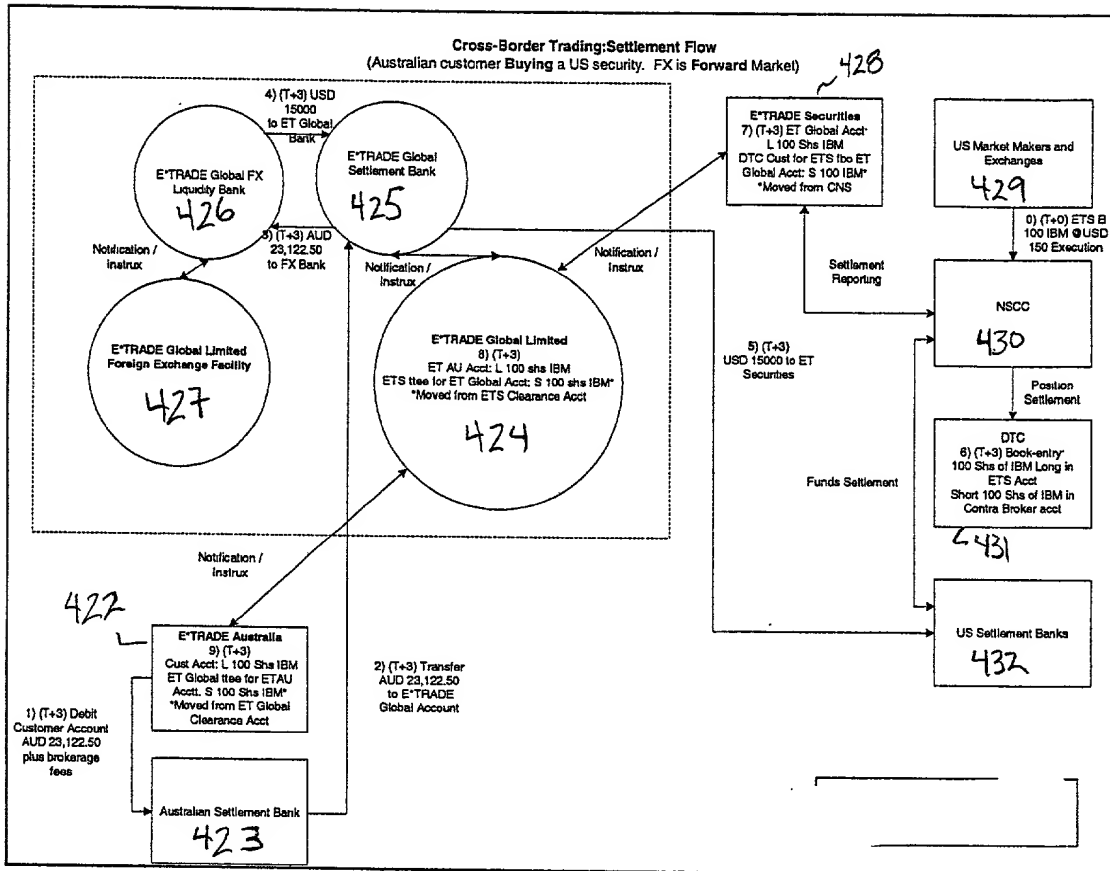 Cross-Border Trading:Settlement Flow
(Australian customer Buying a US security. FX is Forward Market)
428
4) (T+3) USD
15000
to ET Global
Bank
E*TRADE Global FX
Liquidity Bank
426
E*TRADE Global
Settlement Bank
425
3) (T+3) AUD
23,122.50
to FX Bank
Notification /
Instrux
Notification /
Instrux
Notification /
Instrux
E*TRADE Global Limited
Foreign Exchange Facility
427
E*TRADE Global Limited
8) (T+3)
ET AU Acct: L 100 shs IBM
ETS ttee for ET Global Acct: S 100 shs IBM*
*Moved from ETS Clearance Acct
424
E*TRADE Securities
7) (T+3) ET Global Acct*
L 100 Shs IBM
DTC Cust for ETS fbo ET
Global Acct: S 100 IBM*
*Moved from CNS
US Market Makers and
Exchanges
429
0) (T+0) ETS B
100 IBM @USD
150 Execution
Settlement
Reporting
NSCC
430
5) (T+3)
USD 15000 to ET
Securities
Position
Settlement
DTC
6) (T+3) Book-entry*
100 Shs of IBM Long in
ETS Acct
Short 100 Shs of IBM in
Contra Broker acct
431
Funds Settlement
US Settlement Banks
432
Notification /
Instrux
422
E*TRADE Australia
9) (T+3)
Cust Acct: L 100 Shs IBM
ET Global ttee for ETAU
Acctt. S 100 Shs IBM*
*Moved from ET Global
Clearance Acct
2) (T+3) Transfer
AUD 23,122.50
to E*TRADE
Global Account
1) (T+3) Debit
Customer Account
AUD 23,122.50
plus brokerage
fees
Australian Settlement Bank
423